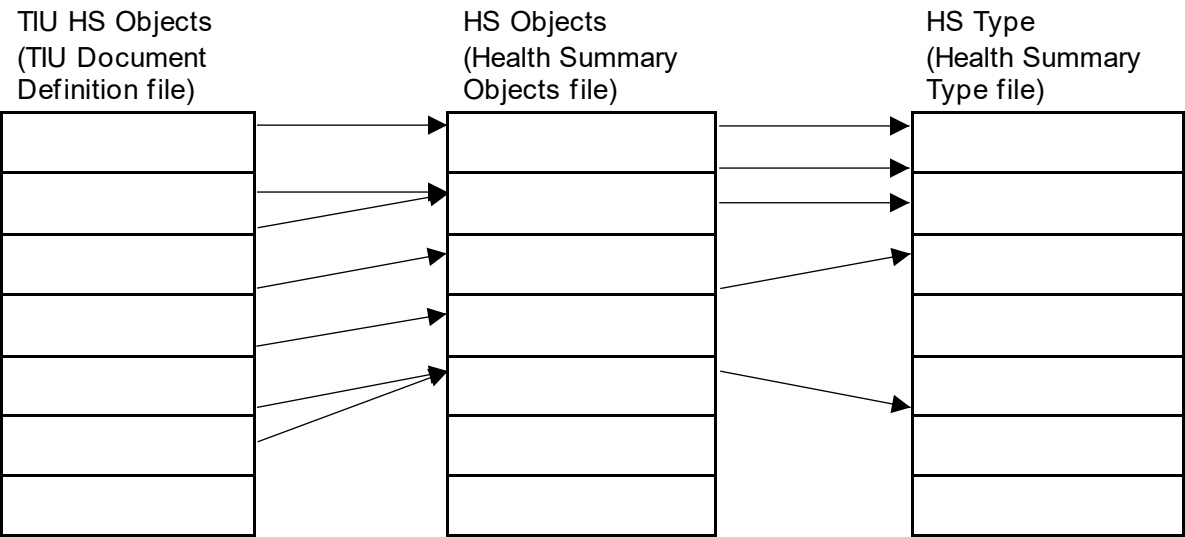 TIU HS Objects
(TIU Document
Definition file)
HS Objects
(Health Summary
Objects file)
HS Type
(Health Summary
Type file)